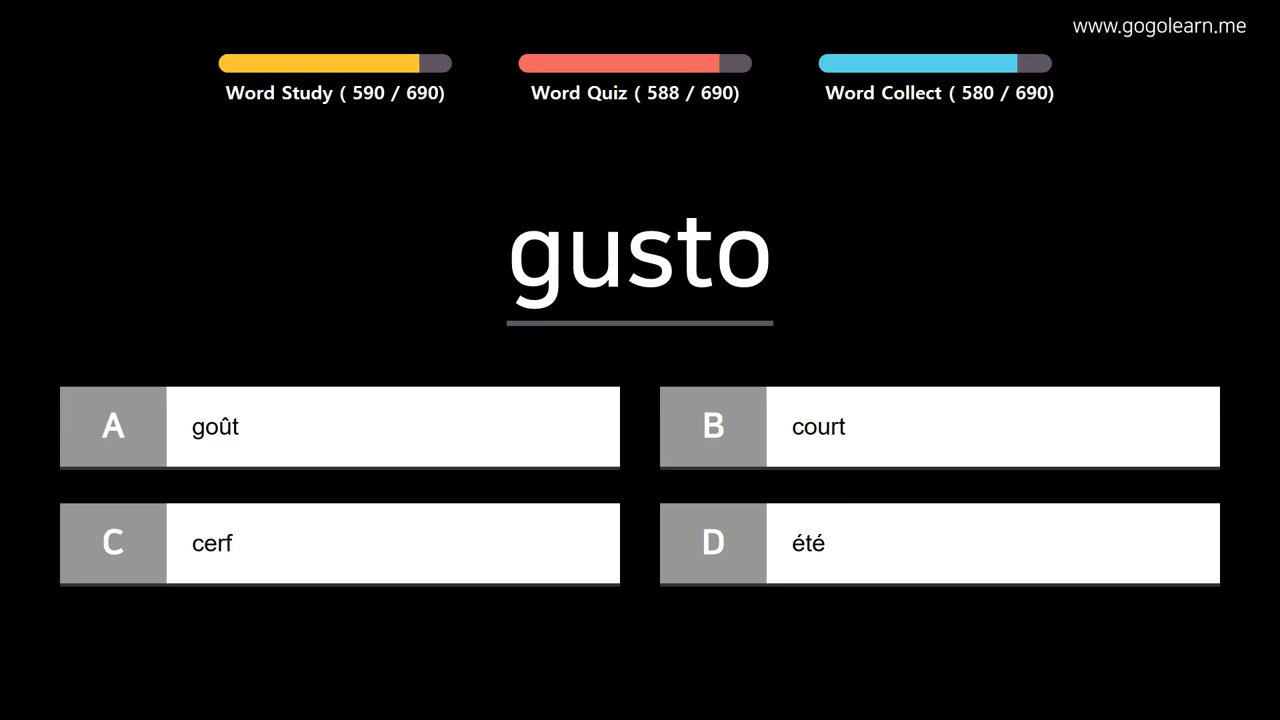 www.gogolearn.me
Word Study ( 590 / 690)
Word Quiz ( 588 / 690)
Word Collect ( 580 / 690)
gusto
A goût
B court
C cerf
D été